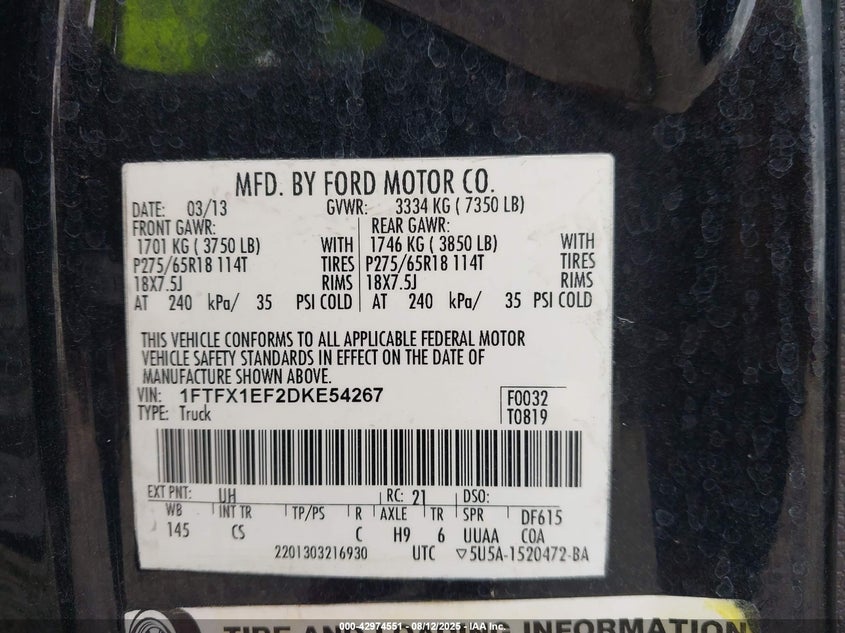 MFD. BY FORD MOTOR CO.
DATE: 03/13 GVWR: 3334 KG ( 7350 LB)
FRONT GAWR: REAR GAWR:
1701 KG ( 3750 LB) WITH 1746 KG ( 3850 LB) WITH
P275/65R18 114T TIRES P275/65R18 114T TIRES
18X7.5J RIMS 18X7.5J RIMS
AT 240 kPa/ 35 PSI COLD AT 240 kPa/ 35 PSI COLD
THIS VEHICLE CONFORMS TO ALL APPLICABLE FEDERAL MOTOR
VEHICLE SAFETY STANDARDS IN EFFECT ON THE DATE OF
MANUFACTURE SHOWN ABOVE.
VIN: 1FTFX1EF2DKE54267 F0032
TYPE: Truck T0819
EXT PNT: UH RC: 21 DSO:
WB INT TR TP/PS R AXLE TR SPR DF615
145 CS C H9 6 UUAA COA
2201303216930 UTC ▽5U5A-1520472-BA
TIRE AND LOADING INFORMATION
000-42974551 - 08/12/2025 - IAA Inc.